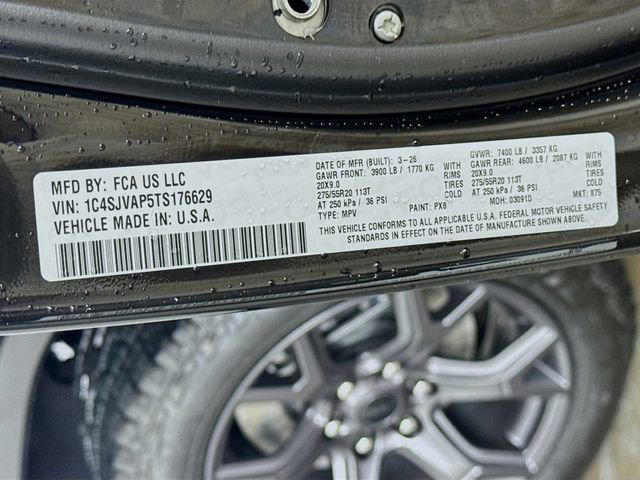 MFD BY: FCA US LLC
VIN: 1C4SJVAP5TS176629
VEHICLE MADE IN: U.S.A.
DATE OF MFR (BUILT): 3-26 GVWR: 7400 LB / 3357 KG
GAWR FRONT: 3900 LB / 1770 KG WITH GAWR REAR: 4600 LB / 2087 KG WITH
20X9.0 RIMS 20X9.0 RIMS
275/55R20 113T TIRES 275/55R20 113T TIRES
AT 250 kPa / 36 PSI COLD AT 250 kPa / 36 PSI COLD
TYPE: MPV PAINT: PX8 MDH: 030910 MKT: 875
THIS VEHICLE CONFORMS TO ALL APPLICABLE U.S.A. FEDERAL MOTOR VEHICLE SAFETY
STANDARDS IN EFFECT ON THE DATE OF MANUFACTURE SHOWN ABOVE